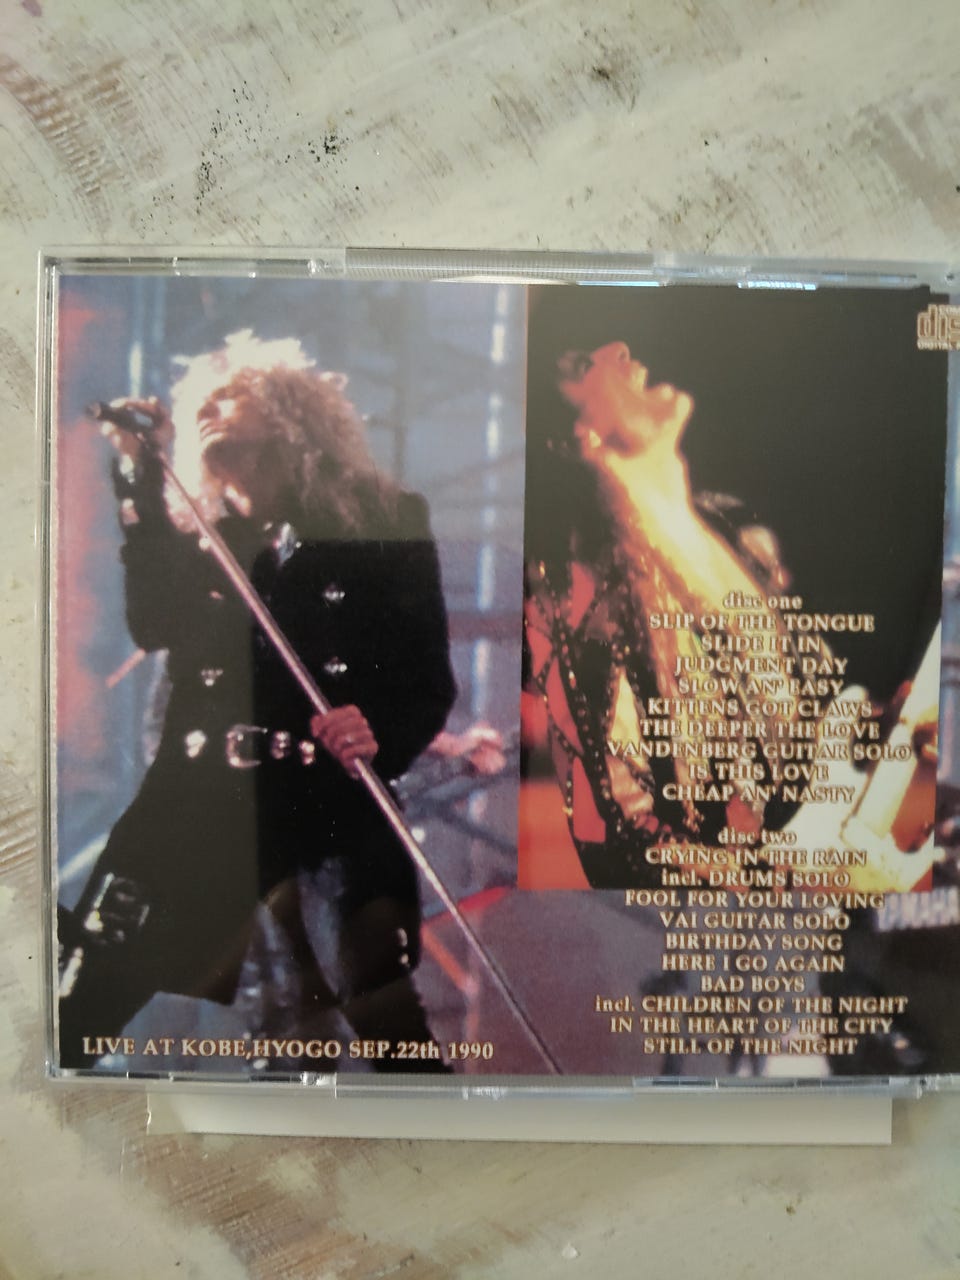 disc one
SLIP OF THE TONGUE
SLIDE IT IN
JUDGMENT DAY
SLOW AN' EASY
KITTENS GOT CLAWS
THE DEEPER THE LOVE
VANDENBERG GUITAR SOLO
IS THIS LOVE
CHEAP AN' NASTY
disc two
CRYING IN THE RAIN
incl. DRUMS SOLO
FOOL FOR YOUR LOVING
VAI GUITAR SOLO
BIRTHDAY SONG
HERE I GO AGAIN
BAD BOYS
incl. CHILDREN OF THE NIGHT
IN THE HEART OF THE CITY
STILL OF THE NIGHT
LIVE AT KOBE,HYOGO SEP.22th 1990
YAMAHA